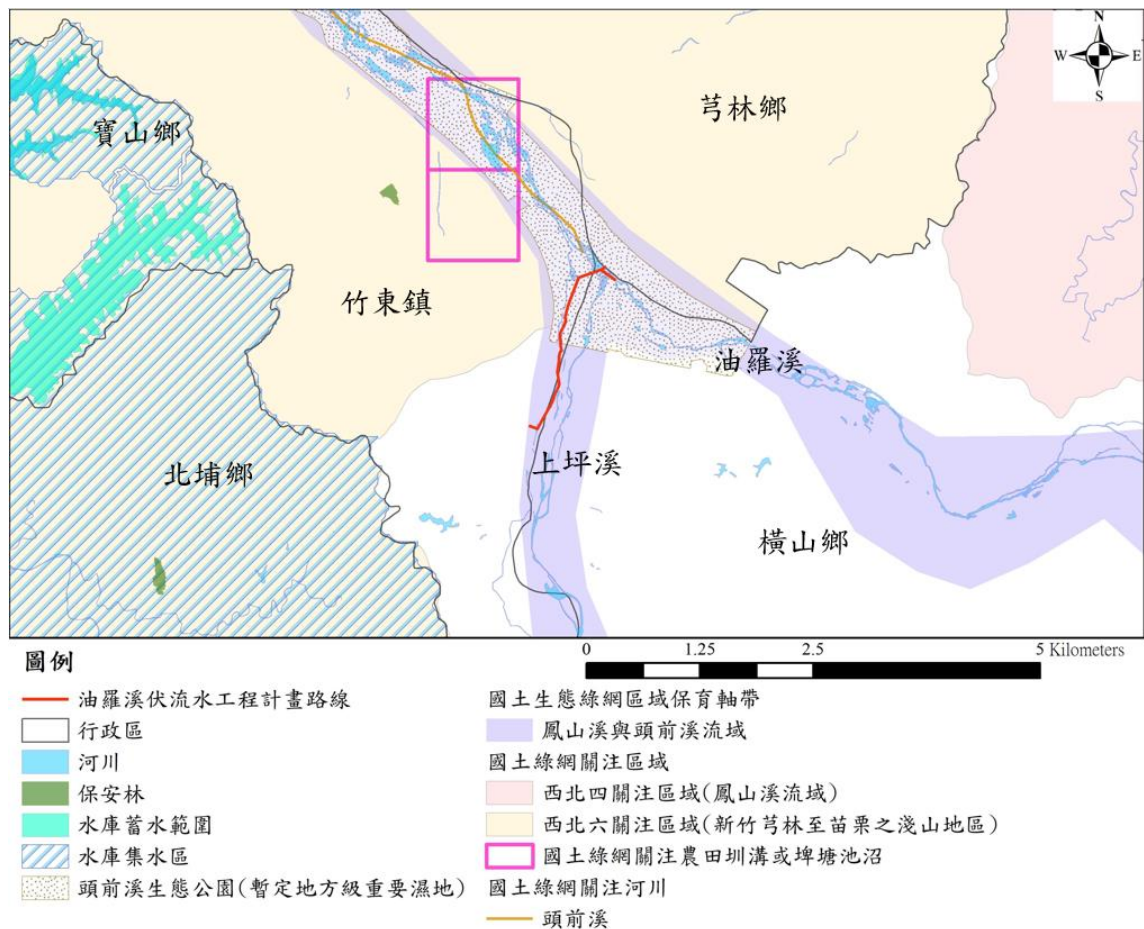 N
W E
S
寶山鄉
芎林鄉
竹東鎮
油羅溪
上坪溪
北埔鄉
橫山鄉
0 1.25 2.5 5 Kilometers
圖例
油羅溪伏流水工程計畫路線
行政區
河川
保安林
水庫蓄水範圍
水庫集水區
頭前溪生態公園(暫定地方級重要濕地)
國土生態綠網區域保育軸帶
鳳山溪與頭前溪流域
國土綠網關注區域
西北四關注區域(鳳山溪流域)
西北六關注區域(新竹芎林至苗栗之淺山地區)
國土綠網關注農田圳溝或埤塘池沼
國土綠網關注河川
頭前溪